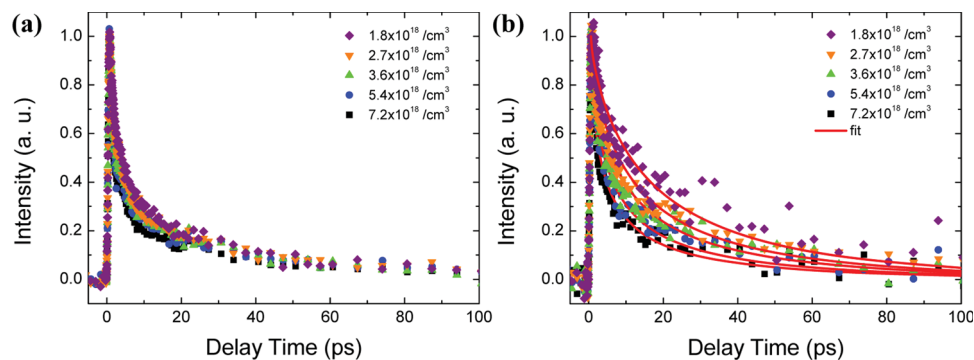 (a)
Intensity (a. u.)
1.0
0.8
0.6
0.4
0.2
0.0
1.8x10¹⁸ /cm³
2.7x10¹⁸ /cm³
3.6x10¹⁸ /cm³
5.4x10¹⁸ /cm³
7.2x10¹⁸ /cm³
0 20 40 60 80 100
Delay Time (ps)
(b)
Intensity (a. u.)
1.0
0.8
0.6
0.4
0.2
0.0
1.8x10¹⁸ /cm³
2.7x10¹⁸ /cm³
3.6x10¹⁸ /cm³
5.4x10¹⁸ /cm³
7.2x10¹⁸ /cm³
fit
0 20 40 60 80 100
Delay Time (ps)